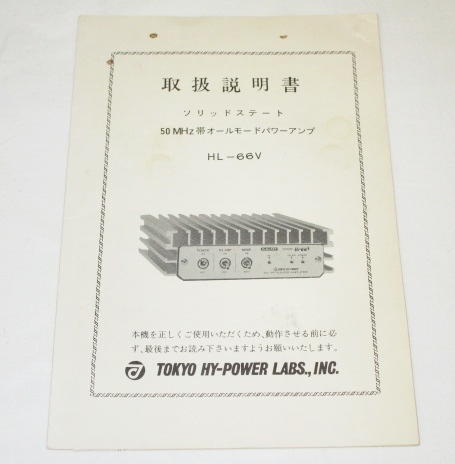 取扱説明書
ソリッドステート
50MHz帯オールモードパワーアンプ
HL-66V
本機を正しくご使用いただくため、動作させる前に必
ず、最後までお読み下さいますようお願いいたします。
TOKYO HY-POWER LABS., INC.